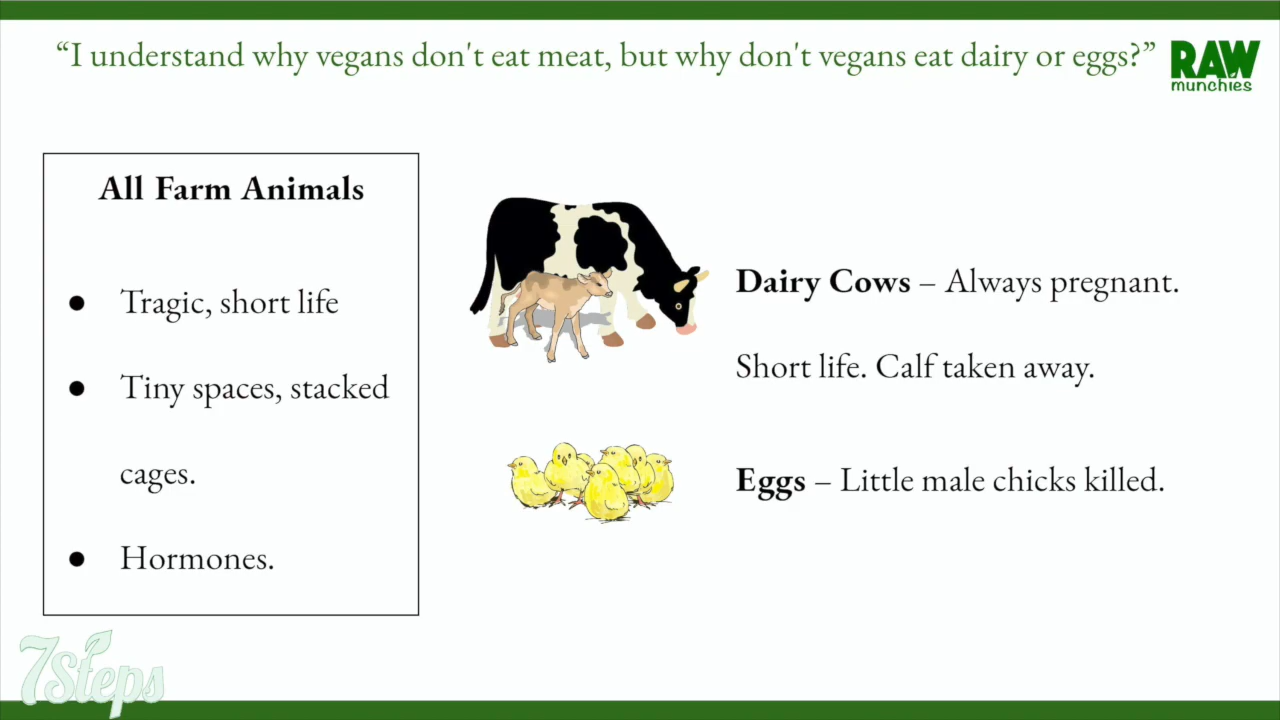 “I understand why vegans don't eat meat, but why don't vegans eat dairy or eggs?”
RAW
munchies
All Farm Animals
● Tragic, short life
● Tiny spaces, stacked
cages.
● Hormones.
Dairy Cows – Always pregnant.
Short life. Calf taken away.
Eggs – Little male chicks killed.
7Steps